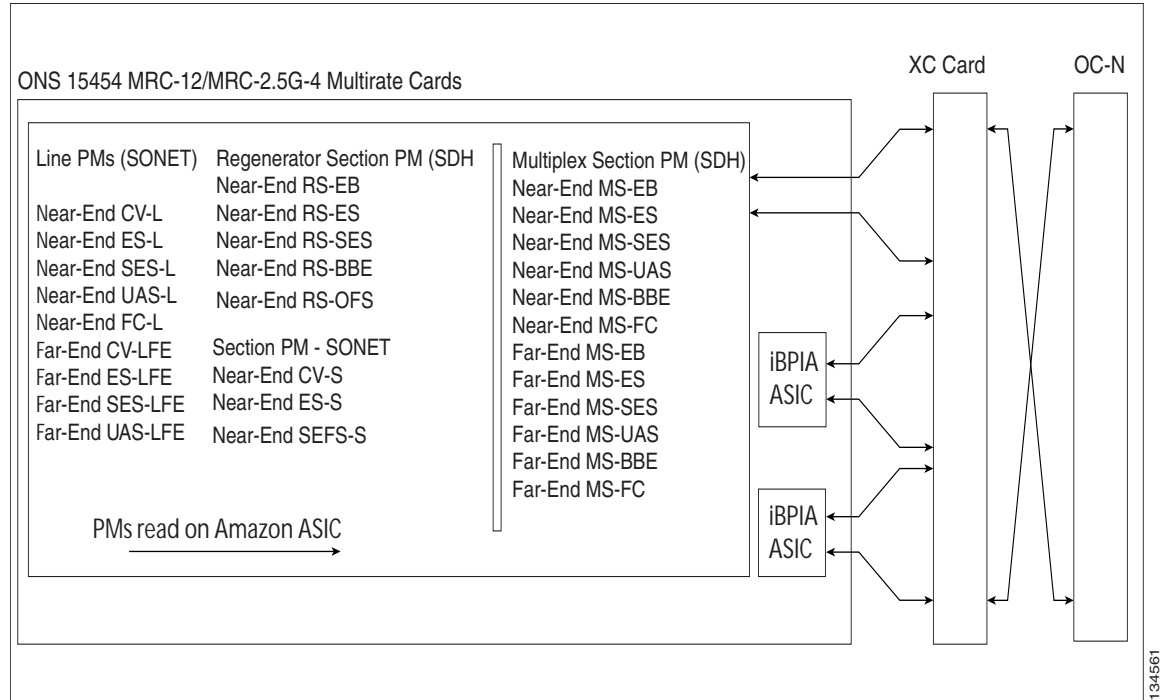 XC Card
OC-N
ONS 15454 MRC-12/MRC-2.5G-4 Multirate Cards
Line PMs (SONET)
Near-End CV-L
Near-End ES-L
Near-End SES-L
Near-End UAS-L
Near-End FC-L
Far-End CV-LFE
Far-End ES-LFE
Far-End SES-LFE
Far-End UAS-LFE
Regenerator Section PM (SDH
Near-End RS-EB
Near-End RS-ES
Near-End RS-SES
Near-End RS-BBE
Near-End RS-OFS
Section PM - SONET
Near-End CV-S
Near-End ES-S
Near-End SEFS-S
Multiplex Section PM (SDH)
Near-End MS-EB
Near-End MS-ES
Near-End MS-SES
Near-End MS-UAS
Near-End MS-BBE
Near-End MS-FC
Far-End MS-EB
Far-End MS-ES
Far-End MS-SES
Far-End MS-UAS
Far-End MS-BBE
Far-End MS-FC
PMs read on Amazon ASIC
iBPIA
ASIC
iBPIA
ASIC
134561